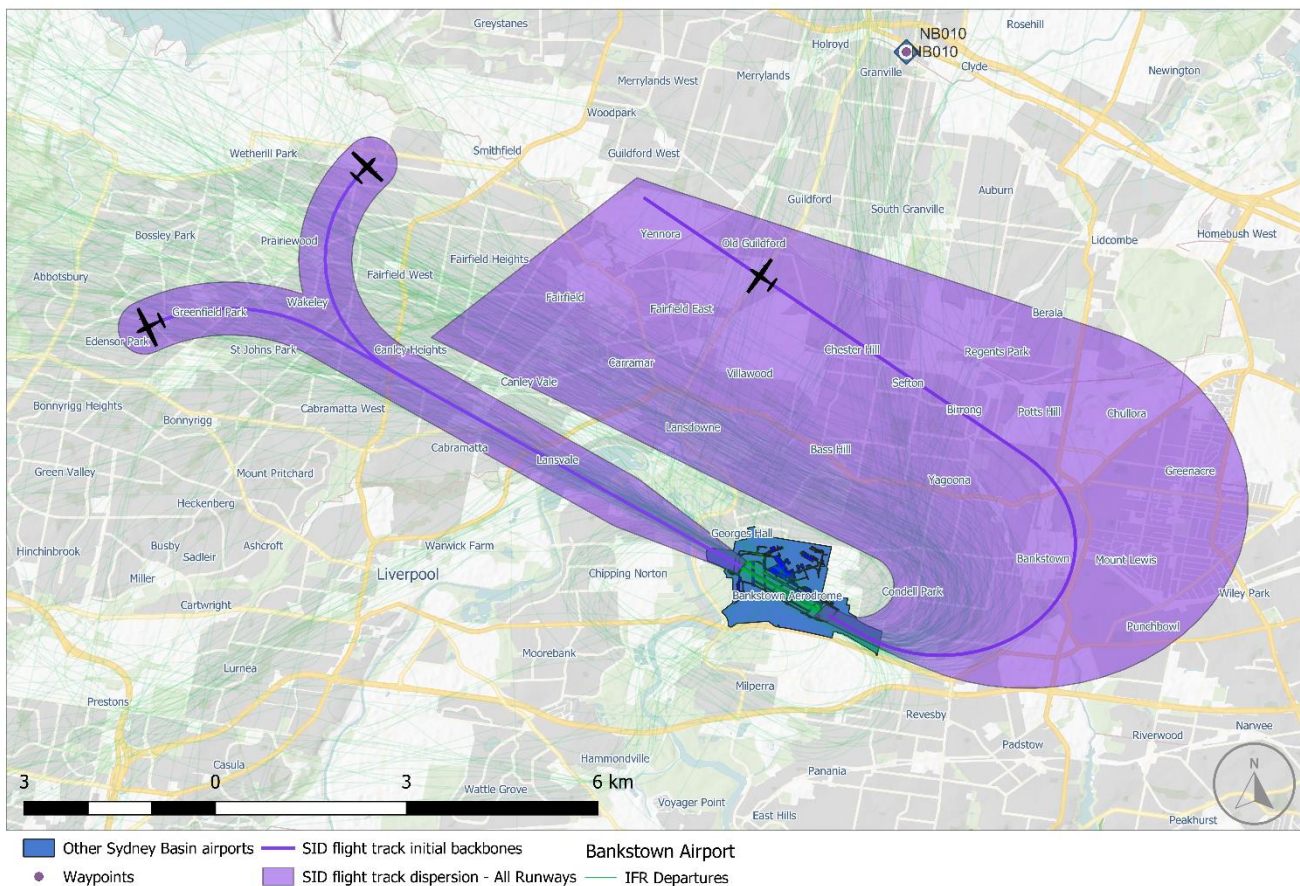 Greystanes
Rosehill
NB010
Holroyd
NB010
Clyde
Granville
Newington
Merrylands West
Merrylands
Woodpark
Smithfield
Guildford West
Wetherill Park
Auburn
Guildford
South Granville
Homebush West
Bossley Park
Yennora
Prairiewood
Old Guildford
Lidcombe
Fairfield Heights
Abbotsbury
Fairfield West
Fairfield
Wakeley
Fairfield East
Greenfield Park
Berala
Edensor Park
St Johns Park
Canley Heights
Chester Hill
Regents Park
Carramar
Villawood
Canley Vale
Sefton
Bonnyrigg Heights
Cabramatta West
Birrong
Potts Hill
Chullora
Bonnyrigg
Lansdowne
Cabramatta
Bass Hill
Lansvale
Green Valley
Mount Pritchard
Greenacre
Yagoona
Heckenberg
Georges Hall
Hinchinbrook
Busby
Ashcroft
Warwick Farm
Sadleir
Bankstown
Mount Lewis
Miller
Liverpool
Chipping Norton
Condell Park
Bankstown Aerodrome
Wiley Park
Cartwright
Punchbowl
Moorebank
Lurnea
Milperra
Prestons
Revesby
Narwee
Riverwood
Padstow
Hammondville
Casula
Panania
N
3 0 3 6 km
Wattle Grove
Voyager Point
East Hills
Peakhurst
Other Sydney Basin airports
SID flight track initial backbones
Bankstown Airport
Waypoints
SID flight track dispersion - All Runways
IFR Departures